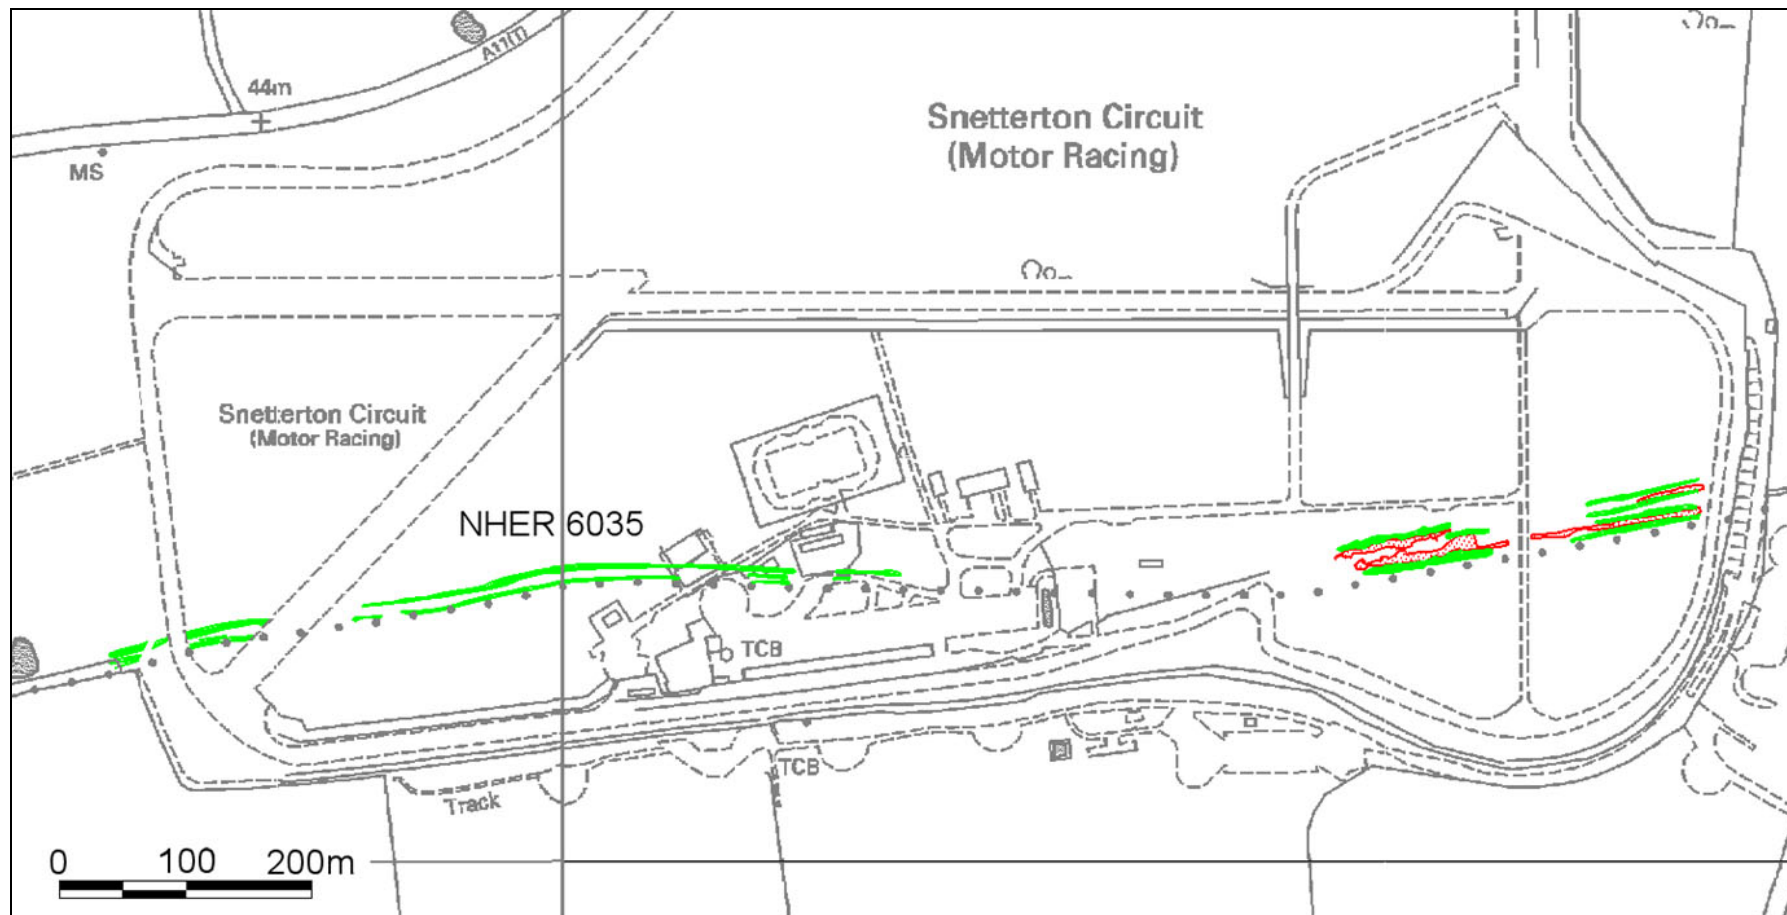 A11(T)
44m
MS
Snetterton Circuit
(Motor Racing)
Snetterton Circuit
(Motor Racing)
NHER 6035
TCB
TCB
Track
0 100 200m